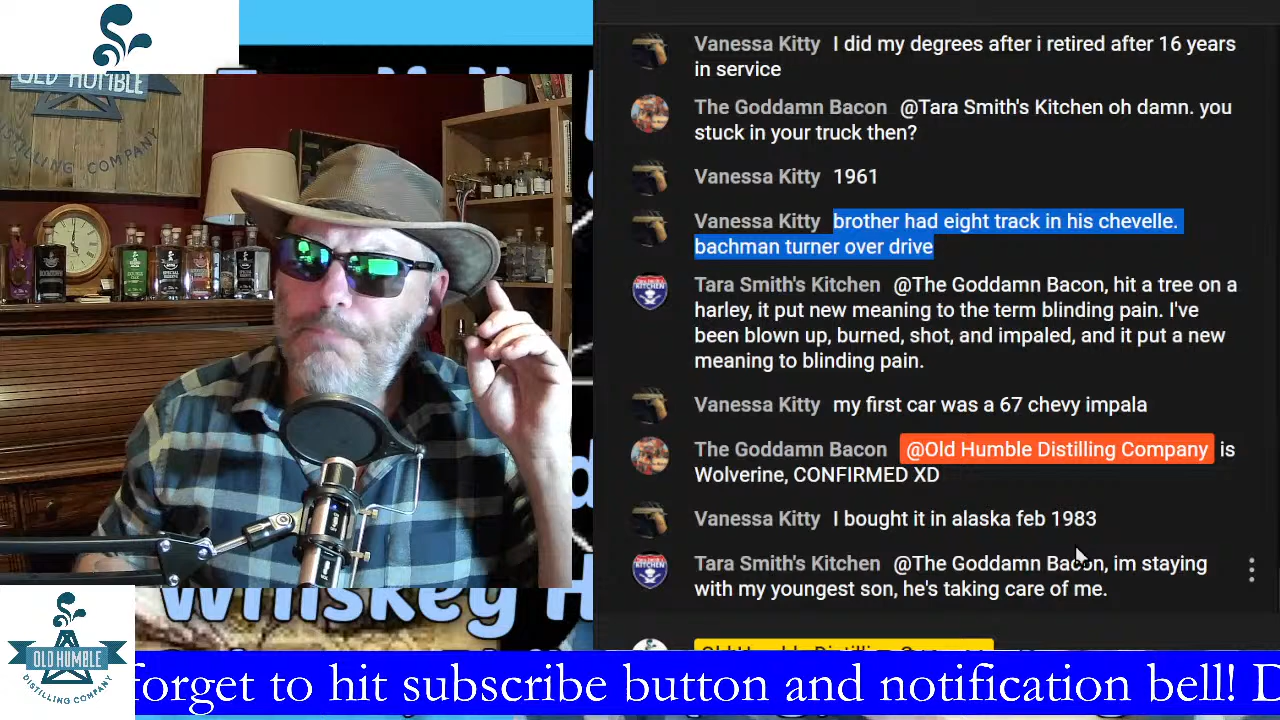 OLD HUMBLE
DISTILLING COMPANY
Vanessa Kitty I did my degrees after i retired after 16 years
in service
The Goddamn Bacon @Tara Smith's Kitchen oh damn. you
stuck in your truck then?
Vanessa Kitty 1961
Vanessa Kitty brother had eight track in his chevelle.
bachman turner over drive
KITCHEN
Tara Smith's Kitchen @The Goddamn Bacon, hit a tree on a
harley, it put new meaning to the term blinding pain. I've
been blown up, burned, shot, and impaled, and it put a new
meaning to blinding pain.
Vanessa Kitty my first car was a 67 chevy impala
The Goddamn Bacon @Old Humble Distilling Company is
Wolverine, CONFIRMED XD
Vanessa Kitty I bought it in alaska feb 1983
KITCHEN
Tara Smith's Kitchen @The Goddamn Bacon, im staying
with my youngest son, he's taking care of me.
Whiskey H
OLD HUMBLE
DISTILLING COMPANY
forget to hit subscribe button and notification bell! D